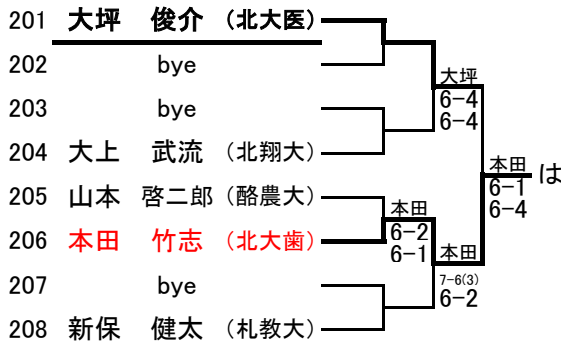 201 大坪 俊介 (北大医)
202 bye
大坪
203 bye
6-4
6-4
204 大上 武流 (北翔大)
本田
は
6-1
6-4
205 山本 啓二郎 (酪農大)
本田
206 本田 竹志 (北大歯)
6-2
6-1
本田
207 bye
7-6(3)
6-2
208 新保 健太 (札教大)